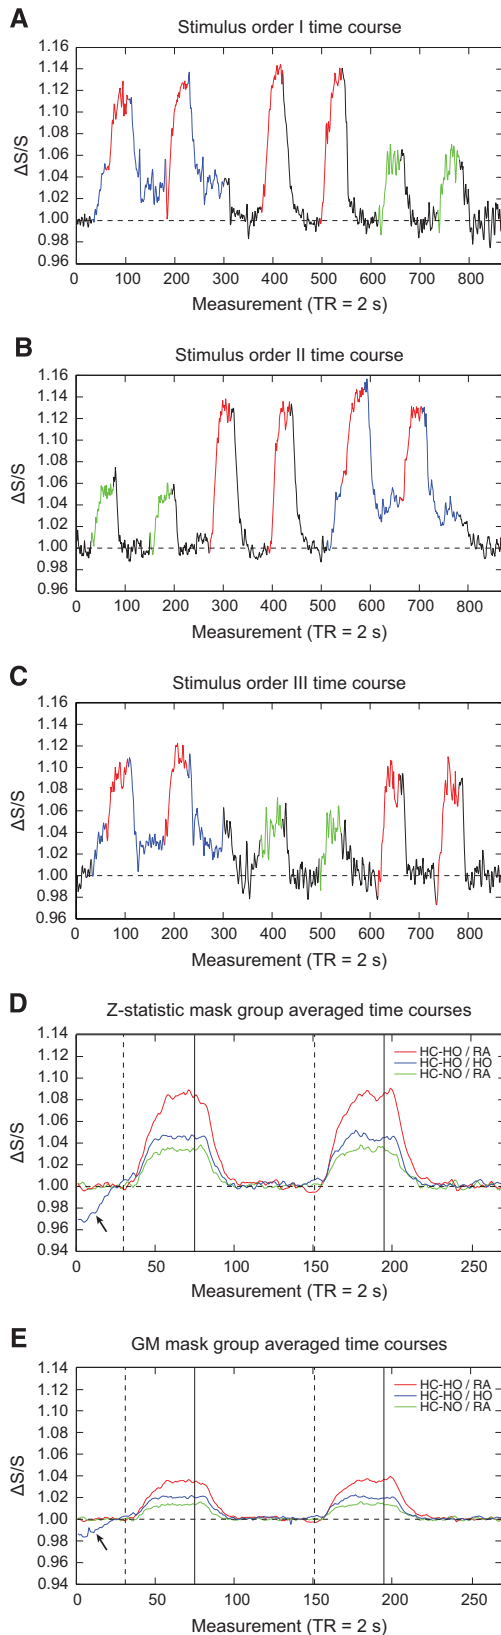 A
Stimulus order I time course
ΔS/S
1.16
1.14
1.12
1.10
1.08
1.06
1.04
1.02
1.00
0.98
0.96
0 100 200 300 400 500 600 700 800
Measurement (TR = 2 s)
B
Stimulus order II time course
ΔS/S
1.16
1.14
1.12
1.10
1.08
1.06
1.04
1.02
1.00
0.98
0.96
0 100 200 300 400 500 600 700 800
Measurement (TR = 2 s)
C
Stimulus order III time course
ΔS/S
1.16
1.14
1.12
1.10
1.08
1.06
1.04
1.02
1.00
0.98
0.96
0 100 200 300 400 500 600 700 800
Measurement (TR = 2 s)
D
Z-statistic mask group averaged time courses
ΔS/S
1.14
1.12
1.10
1.08
1.06
1.04
1.02
1.00
0.98
0.96
0.94
HC-HO / RA
HC-HO / HO
HC-NO / RA
0 50 100 150 200 250
Measurement (TR = 2 s)
E
GM mask group averaged time courses
ΔS/S
1.14
1.12
1.10
1.08
1.06
1.04
1.02
1.00
0.98
0.96
0.94
HC-HO / RA
HC-HO / HO
HC-NO / RA
0 50 100 150 200 250
Measurement (TR = 2 s)